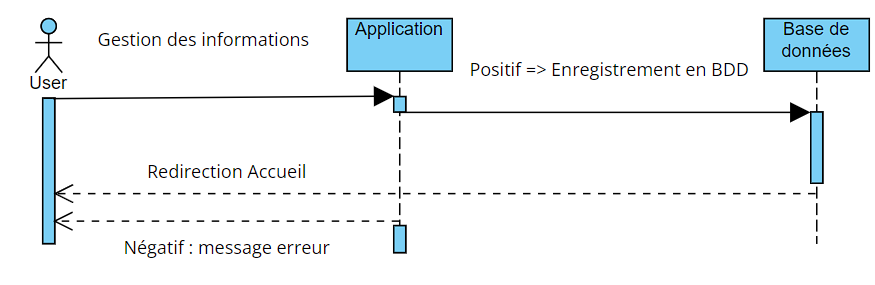 Gestion des informations
User
Application
Base de
données
Positif => Enregistrement en BDD
Redirection Accueil
Négatif : message erreur